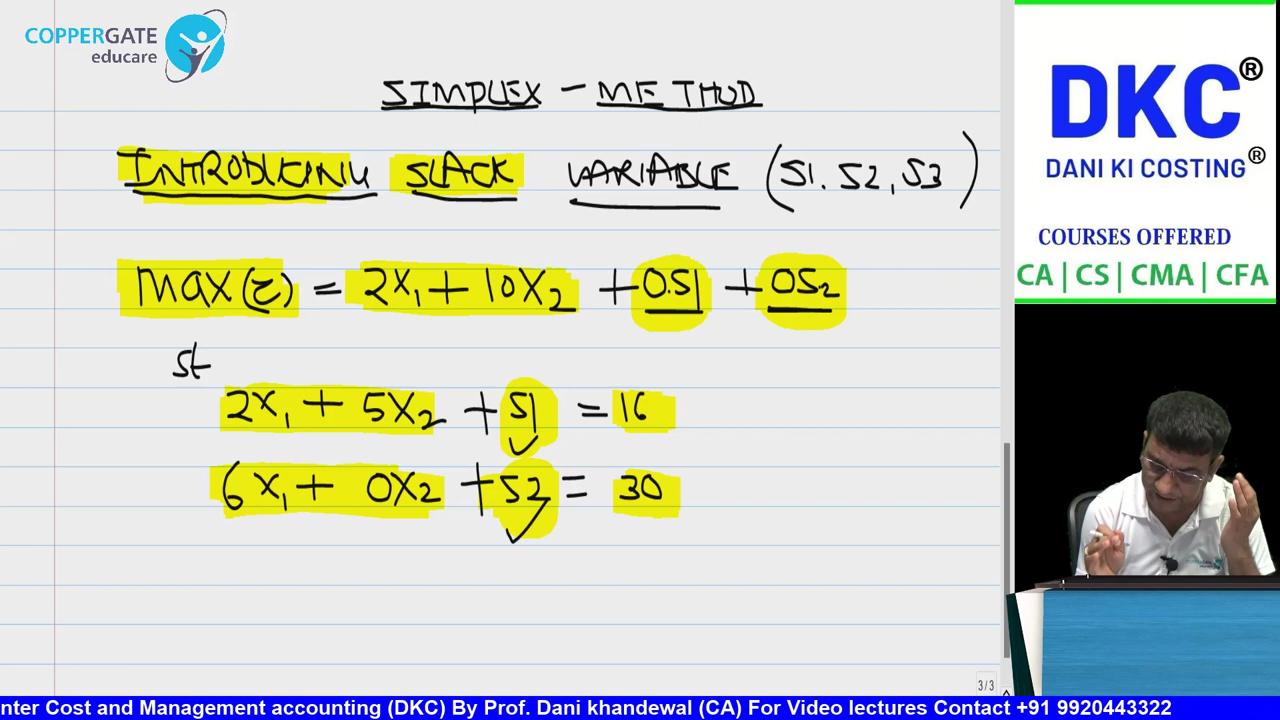 COPPERGATE
educare
SIMPLEX - METHOD
INTRODUCING SLACK VARIABLE (S1. S2, S3)
Max(Z) = 2X₁ + 10X₂ + 0.S1 + 0S₂
St
2X₁ + 5X₂ + S1 = 16
6X₁ + 0X₂ + S2 = 30
3/3
DKC®
DANI KI COSTING®
COURSES OFFERED
CA | CS | CMA | CFA
nter Cost and Management accounting (DKC) By Prof. Dani khandewal (CA) For Video lectures Contact +91 9920443322